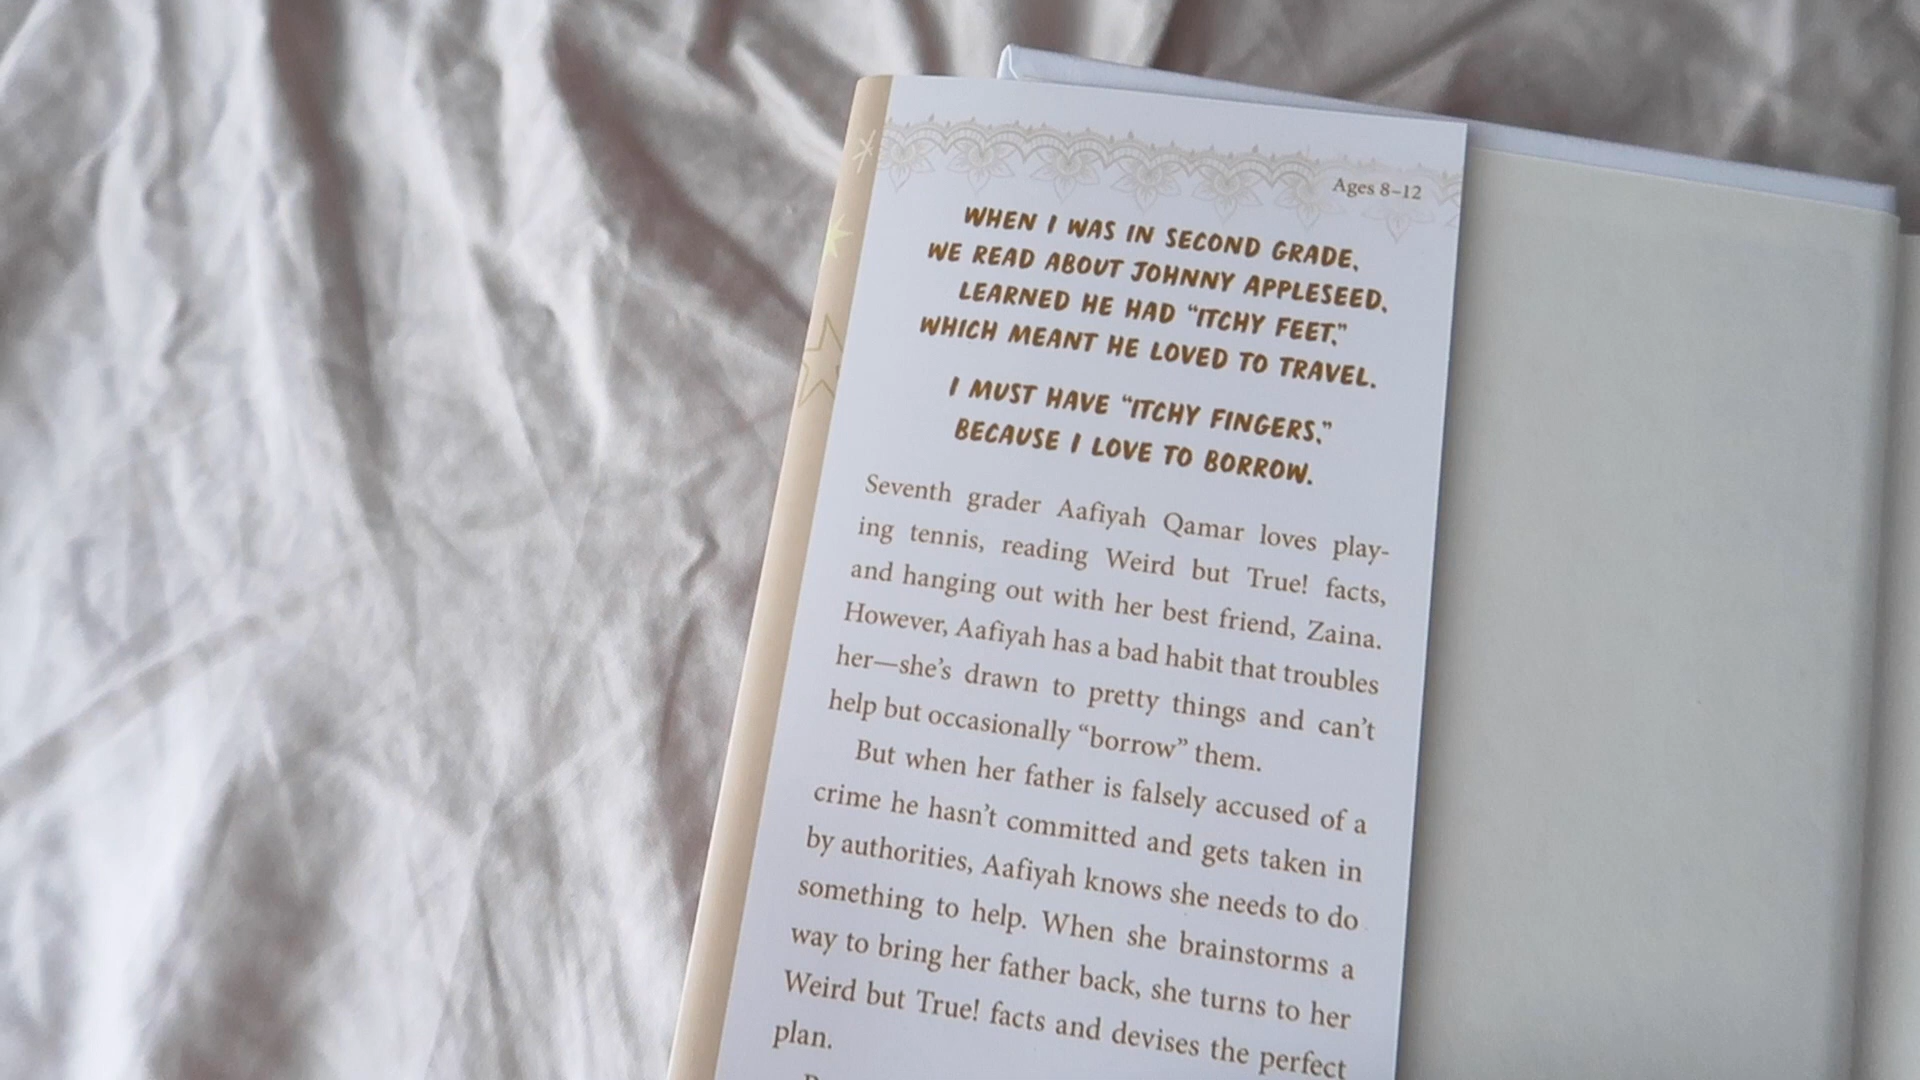 Ages 8–12
WHEN I WAS IN SECOND GRADE,
WE READ ABOUT JOHNNY APPLESEED.
LEARNED HE HAD “ITCHY FEET,”
WHICH MEANT HE LOVED TO TRAVEL.
I MUST HAVE “ITCHY FINGERS,”
BECAUSE I LOVE TO BORROW.
Seventh grader Aafiyah Qamar loves play-
ing tennis, reading Weird but True! facts,
and hanging out with her best friend, Zaina.
However, Aafiyah has a bad habit that troubles
her—she’s drawn to pretty things and can’t
help but occasionally “borrow” them.
But when her father is falsely accused of a
crime he hasn’t committed and gets taken in
by authorities, Aafiyah knows she needs to do
something to help. When she brainstorms a
way to bring her father back, she turns to her
Weird but True! facts and devises the perfect
plan.